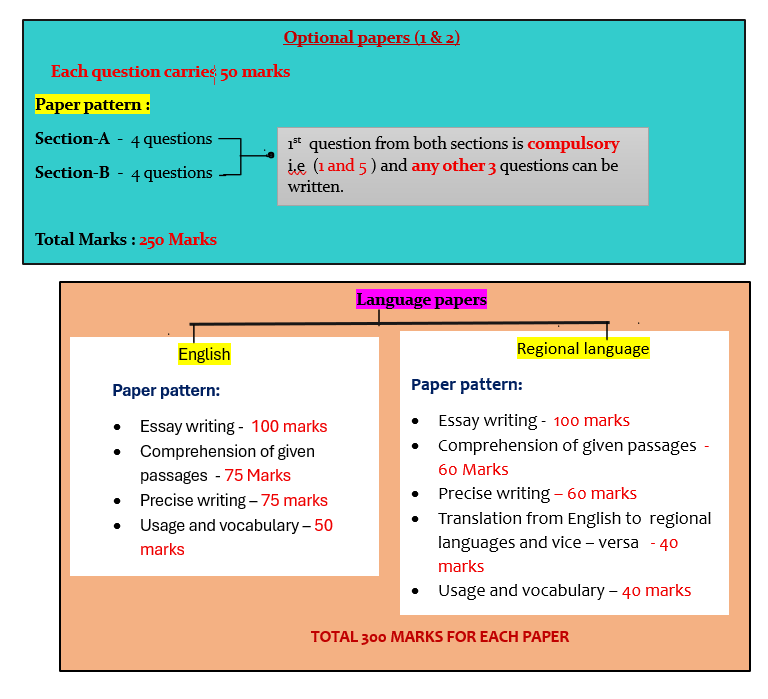 Optional papers (1 & 2)
Each question carries 50 marks
Paper pattern :
Section-A - 4 questions
Section-B - 4 questions
1st question from both sections is compulsory
i.e (1 and 5 ) and any other 3 questions can be
written.
Total Marks : 250 Marks
Language papers
English
Paper pattern:
• Essay writing - 100 marks
• Comprehension of given
passages - 75 Marks
• Precise writing – 75 marks
• Usage and vocabulary – 50
marks
Regional language
Paper pattern:
• Essay writing - 100 marks
• Comprehension of given passages -
60 Marks
• Precise writing – 60 marks
• Translation from English to regional
languages and vice – versa - 40
marks
• Usage and vocabulary – 40 marks
TOTAL 300 MARKS FOR EACH PAPER